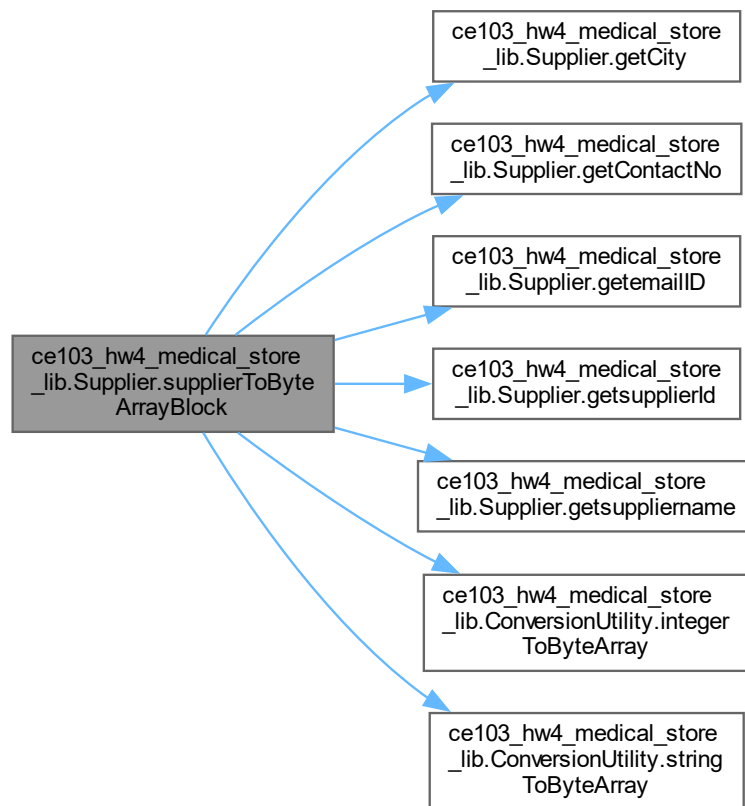 ce103_hw4_medical_store
_lib.Supplier.getCity
ce103_hw4_medical_store
_lib.Supplier.getContactNo
ce103_hw4_medical_store
_lib.Supplier.getemailID
ce103_hw4_medical_store
_lib.Supplier.supplierToByte
ArrayBlock
ce103_hw4_medical_store
_lib.Supplier.getsupplierId
ce103_hw4_medical_store
_lib.Supplier.getsuppliername
ce103_hw4_medical_store
_lib.ConversionUtility.integer
ToByteArray
ce103_hw4_medical_store
_lib.ConversionUtility.string
ToByteArray